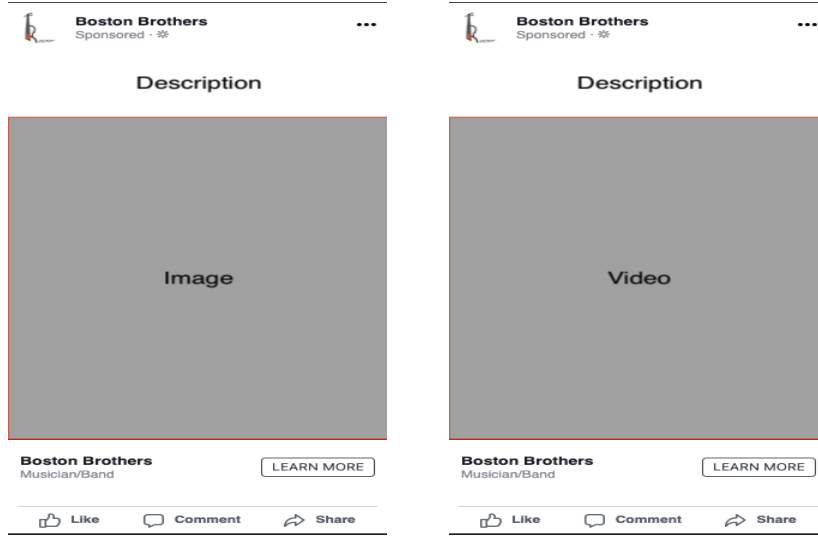 Boston Brothers
Sponsored ·
Description
Image
Boston Brothers
Musician/Band
LEARN MORE
Like Comment Share
Boston Brothers
Sponsored ·
Description
Video
Boston Brothers
Musician/Band
LEARN MORE
Like Comment Share